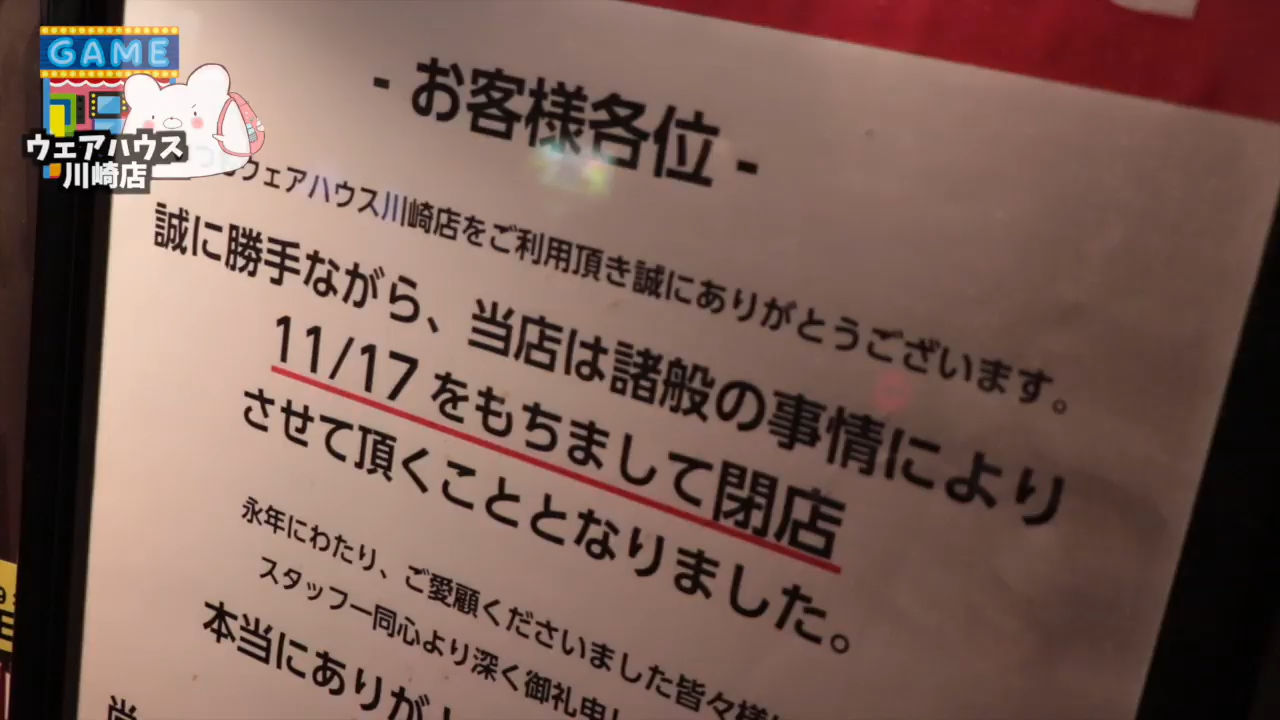 GAME
ウェアハウス
川崎店
- お客様各位 -
ウェアハウス川崎店をご利用頂き誠にありがとうございます。
誠に勝手ながら、当店は諸般の事情により
11/17をもちまして閉店
させて頂くこととなりました。
永年にわたり、ご愛顧くださいました皆々様
スタッフ一同心より深く御礼申し
本当にありが
尚